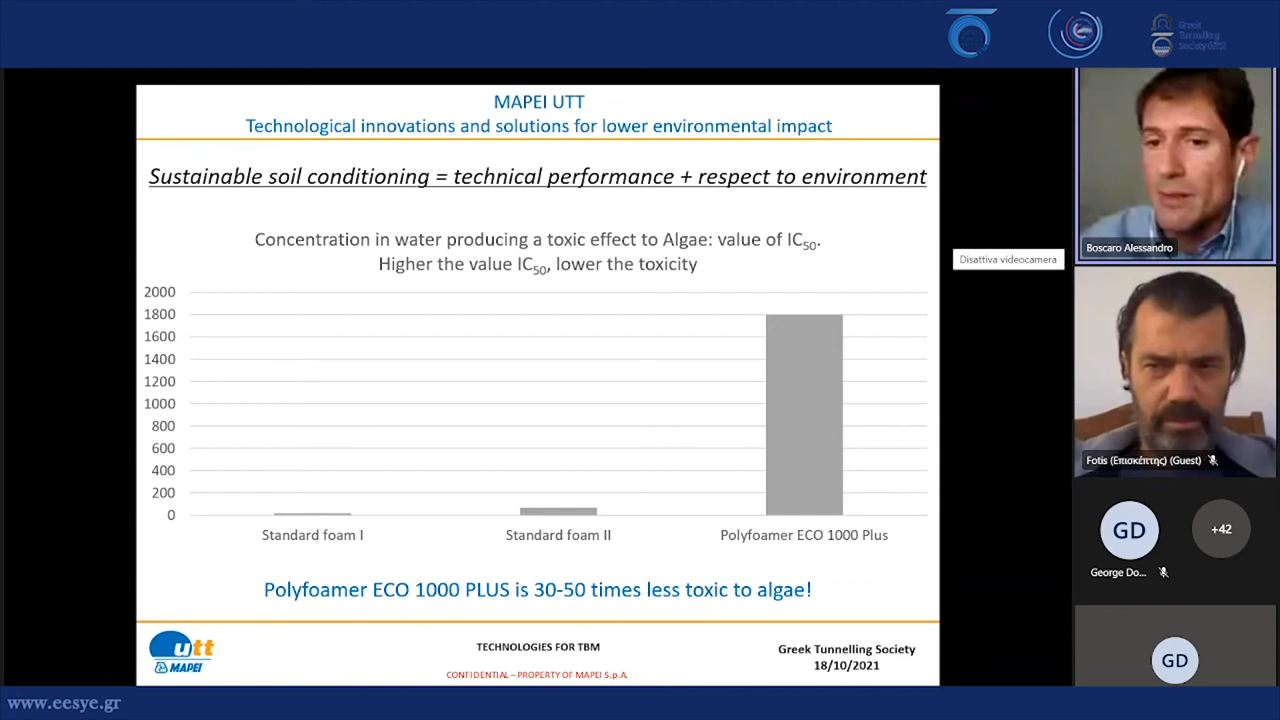 Greek
Tunnelling
Society (GTS)
MAPEI UTT
Technological innovations and solutions for lower environmental impact
Sustainable soil conditioning = technical performance + respect to environment
Concentration in water producing a toxic effect to Algae: value of IC50.
Higher the value IC50, lower the toxicity
2000
1800
1600
1400
1200
1000
800
600
400
200
0
Standard foam I
Standard foam II
Polyfoamer ECO 1000 Plus
Polyfoamer ECO 1000 PLUS is 30-50 times less toxic to algae!
utt
MAPEI
TECHNOLOGIES FOR TBM
CONFIDENTIAL – PROPERTY OF MAPEI S.p.A.
Greek Tunnelling Society
18/10/2021
Disattiva videocamera
Boscaro Alessandro
Fotis (Επισκέπτης) (Guest)
GD
+42
George Do...
GD
www.eesye.gr